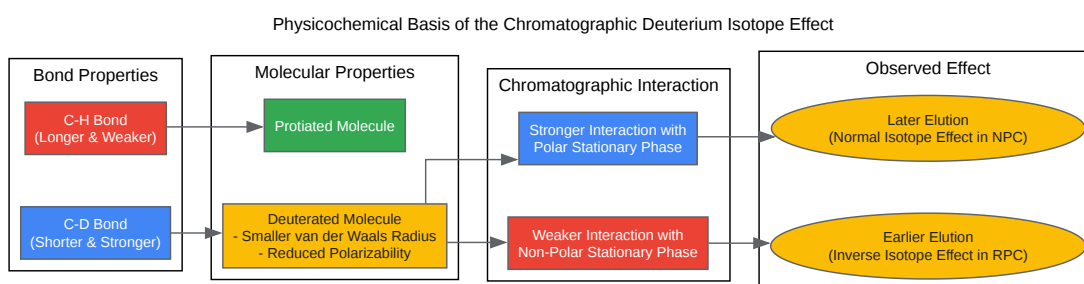 Physicochemical Basis of the Chromatographic Deuterium Isotope Effect
Bond Properties
C-H Bond
(Longer & Weaker)
C-D Bond
(Shorter & Stronger)
Molecular Properties
Protiated Molecule
Deuterated Molecule
- Smaller van der Waals Radius
- Reduced Polarizability
Chromatographic Interaction
Stronger Interaction with
Polar Stationary Phase
Weaker Interaction with
Non-Polar Stationary Phase
Observed Effect
Later Elution
(Normal Isotope Effect in NPC)
Earlier Elution
(Inverse Isotope Effect in RPC)